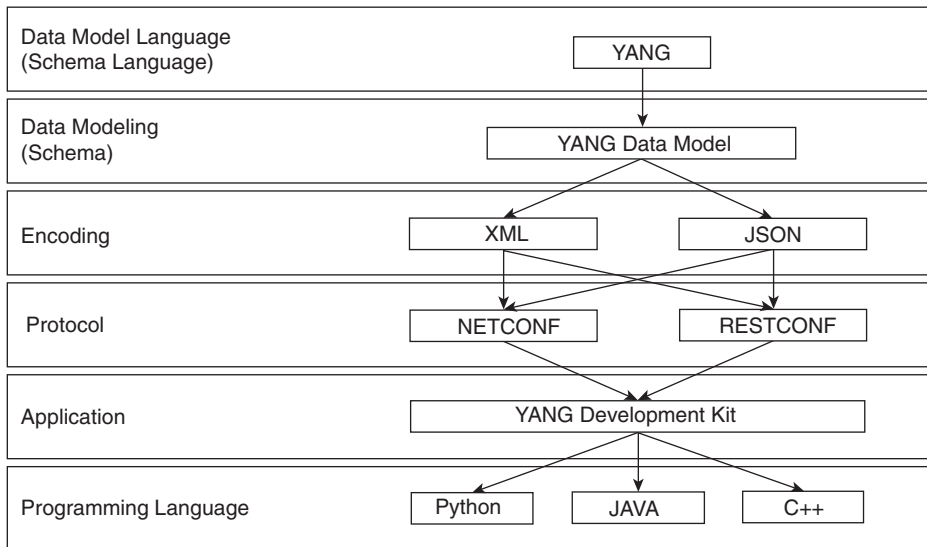 Data Model Language
(Schema Language)
YANG
Data Modeling
(Schema)
YANG Data Model
Encoding
XML
JSON
Protocol
NETCONF
RESTCONF
Application
YANG Development Kit
Programming Language
Python
JAVA
C++